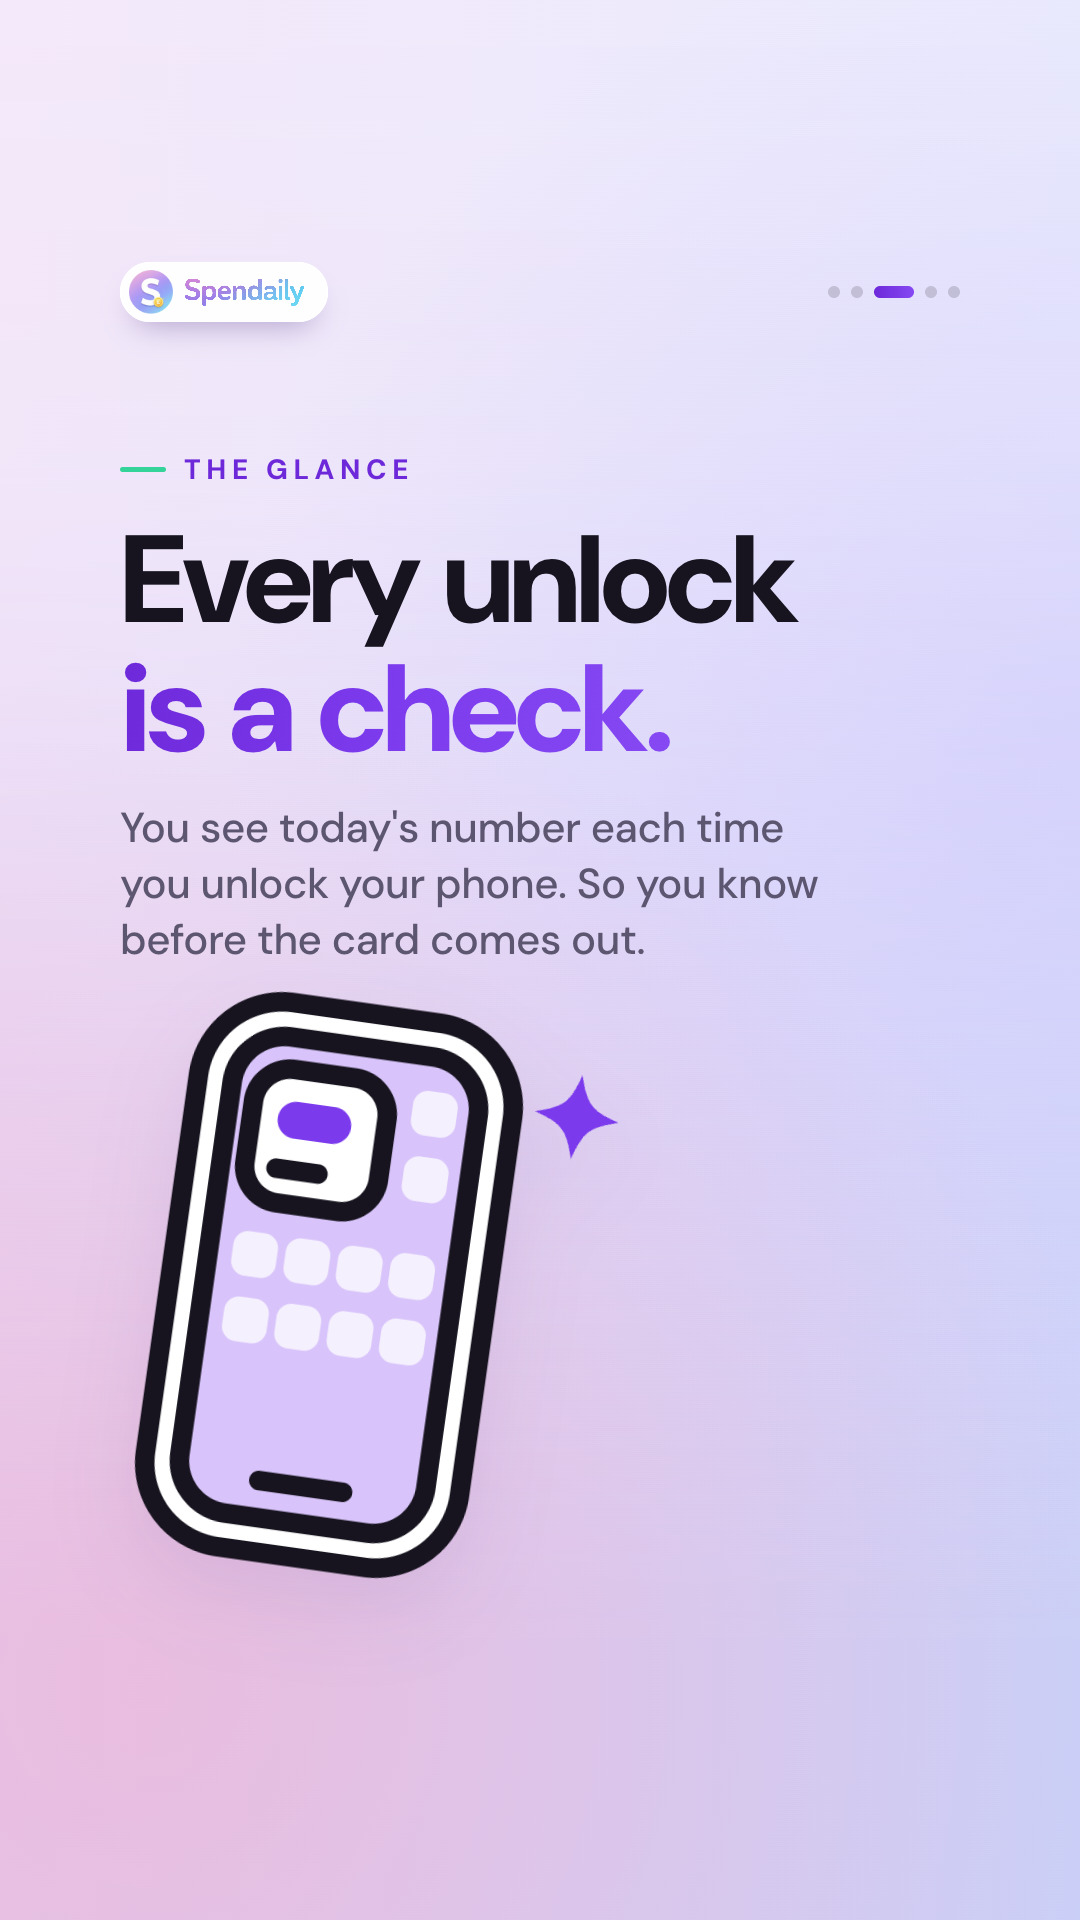 Spendaily
THE GLANCE
Every unlock
is a check.
You see today's number each time
you unlock your phone. So you know
before the card comes out.